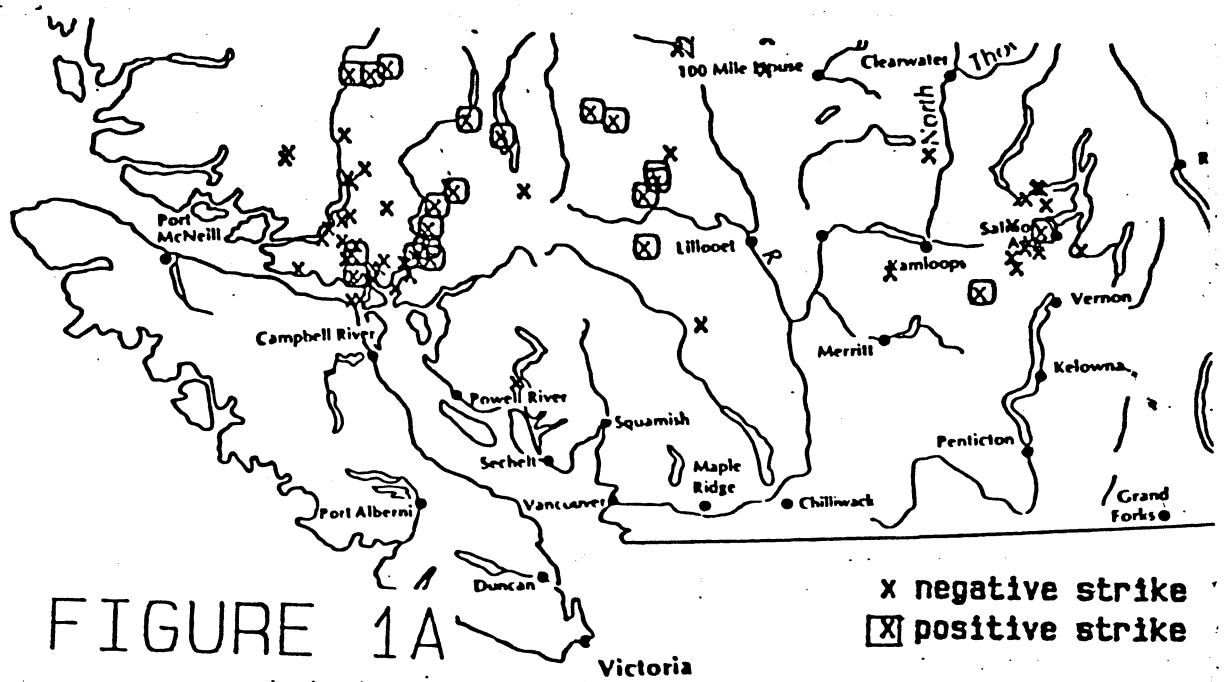 100 Mile House
Clearwater
North
R
Port
McNeill
Lillooet
R
Kamloops
Vernon
Campbell River
Merrill
Kelowna
Powell River
Squamish
Penticton
Sechelt
Maple
Ridge
Vancouver
Chilliwack
Grand
Forks
Port Alberni
Duncan
x negative strike
x positive strike
FIGURE 1A
Victoria